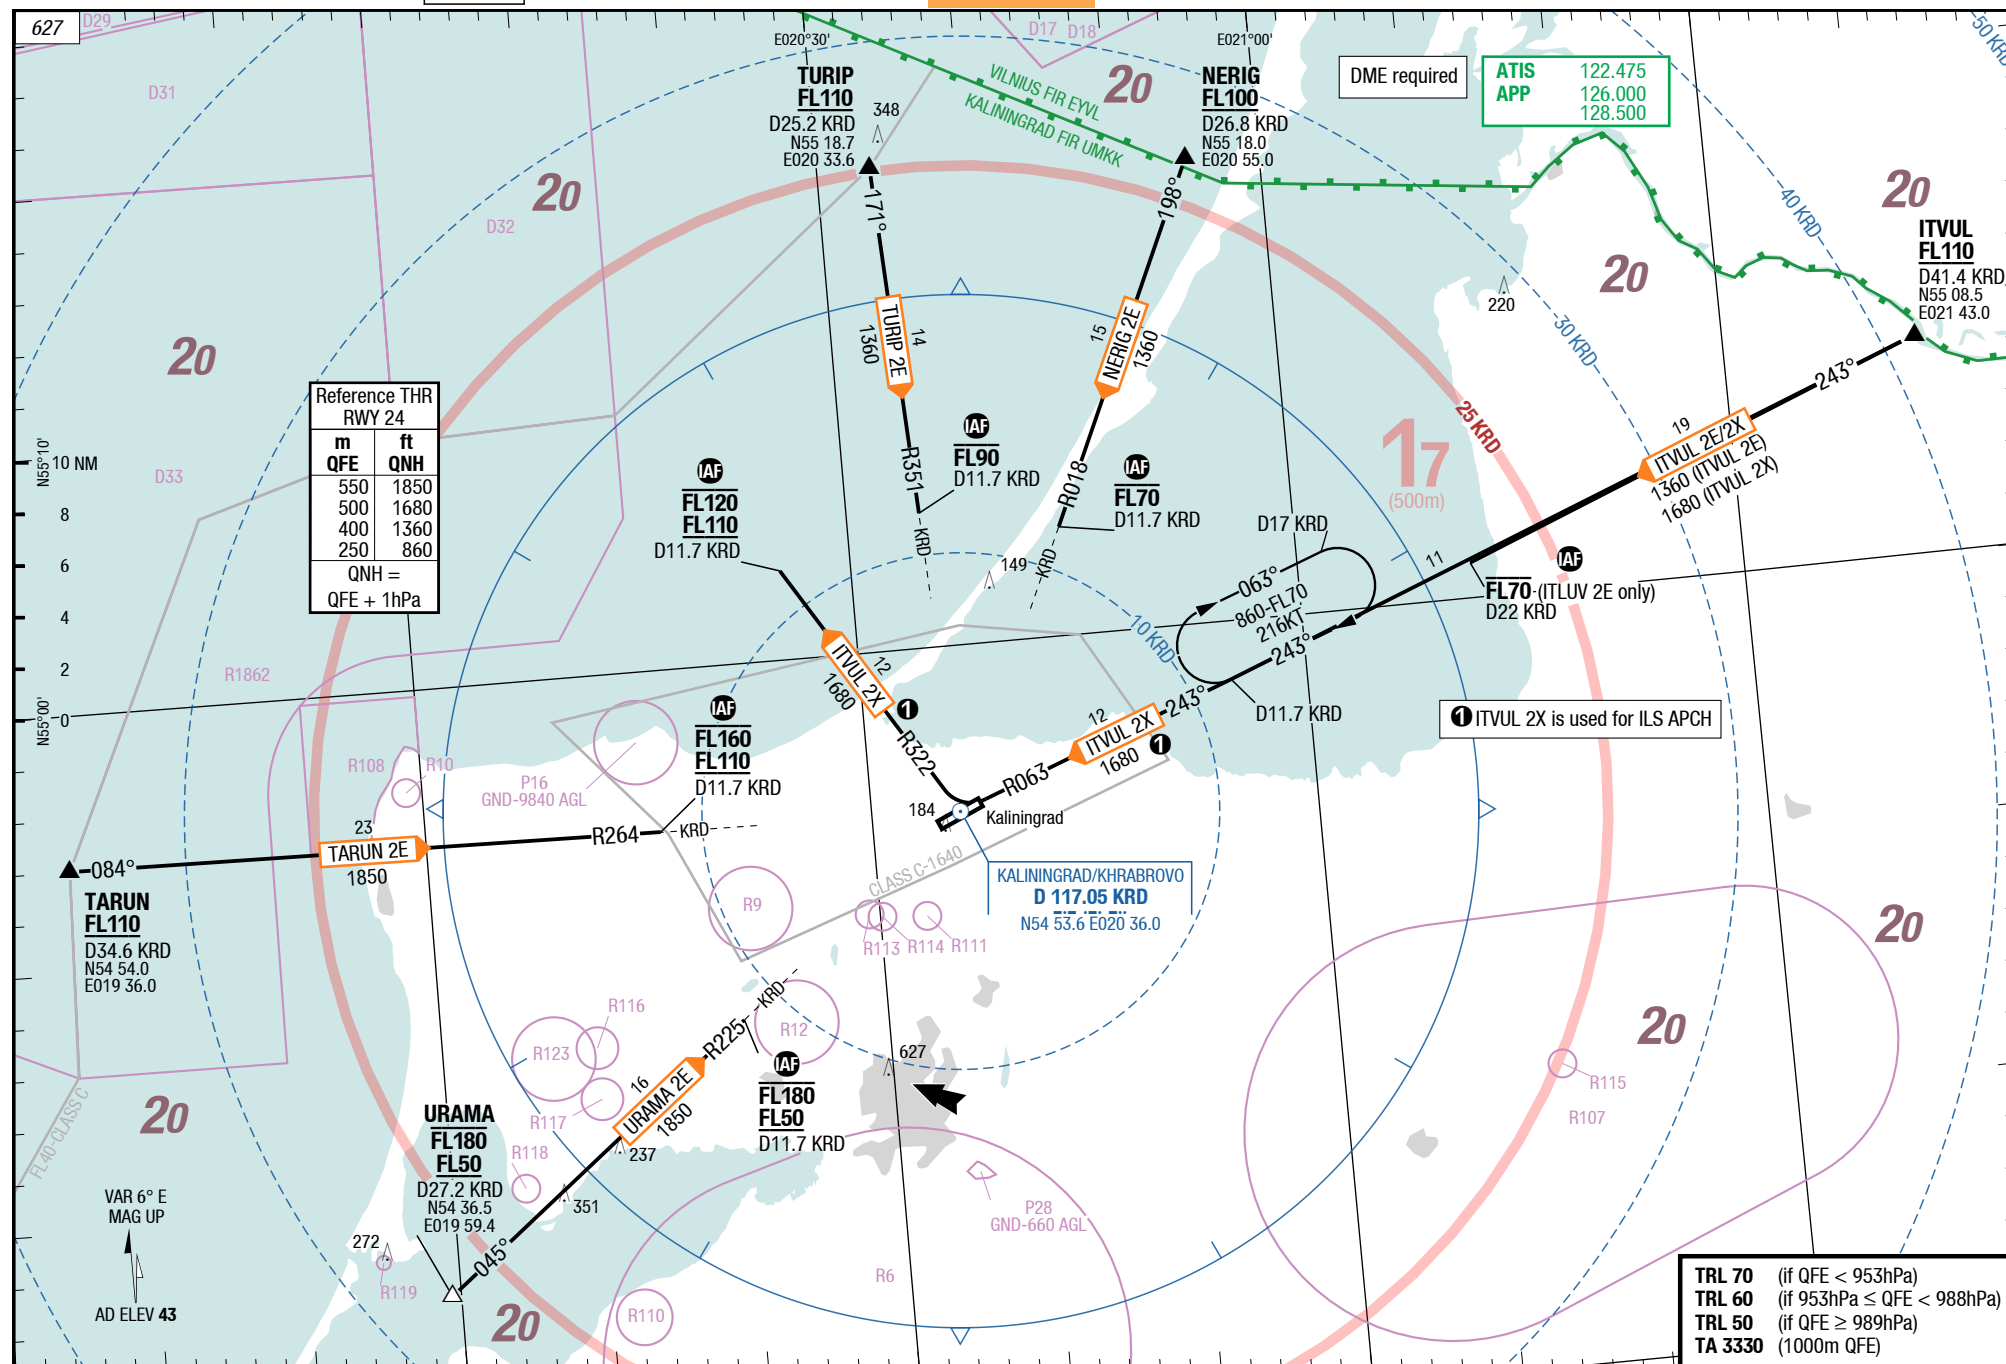 627
D29
D31
D32
D33
D17
D18
E020°30'
E021°00'
TURIP
FL110
D25.2 KRD
N55 18.7
E020 33.6
348
VILNIUS FIR EYVL
KALININGRAD FIR UMKK
20
NERIG
FL100
D26.8 KRD
N55 18.0
E020 55.0
DME required
ATIS 122.475
APP 126.000
128.500
50 KRD
40 KRD
30 KRD
20
20
20
20
ITVUL
FL110
D41.4 KRD
N55 08.5
E021 43.0
220
171°
198°
TURIP 2E
14
1360
NERIG 2E
15
1360
243°
19
ITVUL 2E/2X
1360 (ITVUL 2E)
1680 (ITVUL 2X)
25 KRD
17
(500m)
Reference THR
RWY 24
m ft
QFE QNH
550 1850
500 1680
400 1360
250 860
QNH =
QFE + 1hPa
N55°10'
10 NM
8
6
4
2
0
N55°00'
IAF
FL90
D11.7 KRD
R351
KRD
IAF
FL70
D11.7 KRD
R018
KRD
IAF
FL120
FL110
D11.7 KRD
149
D17 KRD
063°
860-FL70
216KT
243°
11
IAF
FL70 (ITLUV 2E only)
D22 KRD
10 KRD
D11.7 KRD
243°
12
ITVUL 2X
1680
1
R063
12
ITVUL 2X
1680
1
R322
1 ITVUL 2X is used for ILS APCH
R1862
R108
R10
P16
GND-9840 AGL
IAF
FL160
FL110
D11.7 KRD
R264
KRD
23
TARUN 2E
1850
084°
TARUN
FL110
D34.6 KRD
N54 54.0
E019 36.0
184
Kaliningrad
CLASS C-1640
KALININGRAD/KHRABROVO
D 117.05 KRD
N54 53.6 E020 36.0
R9
R113
R114
R111
R12
R116
R123
R117
R118
R225
KRD
16
URAMA 2E
1850
IAF
FL180
FL50
D11.7 KRD
627
20
20
R115
R107
20
FL40-CLASS C
URAMA
FL180
FL50
D27.2 KRD
N54 36.5
E019 59.4
237
351
045°
272
R119
20
R110
R6
P28
GND-660 AGL
VAR 6° E
MAG UP
AD ELEV 43
TRL 70 (if QFE < 953hPa)
TRL 60 (if 953hPa ≤ QFE < 988hPa)
TRL 50 (if QFE ≥ 989hPa)
TA 3330 (1000m QFE)